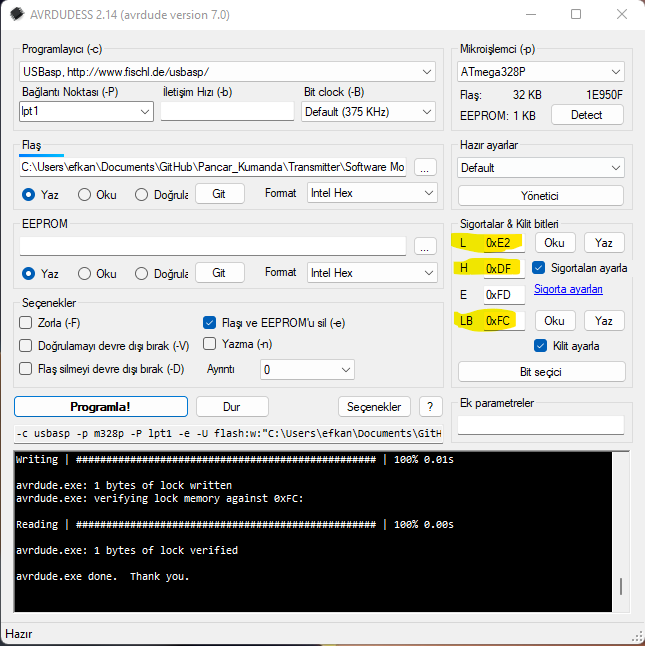 AVRDUDESS 2.14 (avrdude version 7.0)
Programlayıcı (-c)
USBasp, http://www.fischl.de/usbasp/
Bağlantı Noktası (-P) İletişim Hızı (-b) Bit clock (-B)
lpt1 Default (375 KHz)
Mikroişlemci (-p)
ATmega328P
Flaş: 32 KB 1E950F
EEPROM: 1 KB Detect
Flaş
C:\Users\efkan\Documents\GitHub\Pancar_Kumanda\Transmitter\Software Mo ...
Yaz Oku Doğrula Git Format Intel Hex
Hazır ayarlar
Default
Yönetici
EEPROM
...
Yaz Oku Doğrula Git Format Intel Hex
Sigortalar & Kilit bitleri
L 0xE2 Oku Yaz
H 0xDF Sigortaları ayarla
E 0xFD Sigorta ayarları
LB 0xFC Oku Yaz
Kilit ayarla
Bit seçici
Seçenekler
Zorla (-F) Flaşı ve EEPROM'u sil (-e)
Doğrulamayı devre dışı bırak (-V) Yazma (-n)
Flaş silmeyi devre dışı bırak (-D) Ayrıntı 0
Programla! Dur Seçenekler ?
Ek parametreler
-c usbasp -p m328p -P lpt1 -e -U flash:w:"C:\Users\efkan\Documents\GitH
Writing | ################################################## | 100% 0.01s
avrdude.exe: 1 bytes of lock written
avrdude.exe: verifying lock memory against 0xFC:
Reading | ################################################## | 100% 0.00s
avrdude.exe: 1 bytes of lock verified
avrdude.exe done.  Thank you.
Hazır